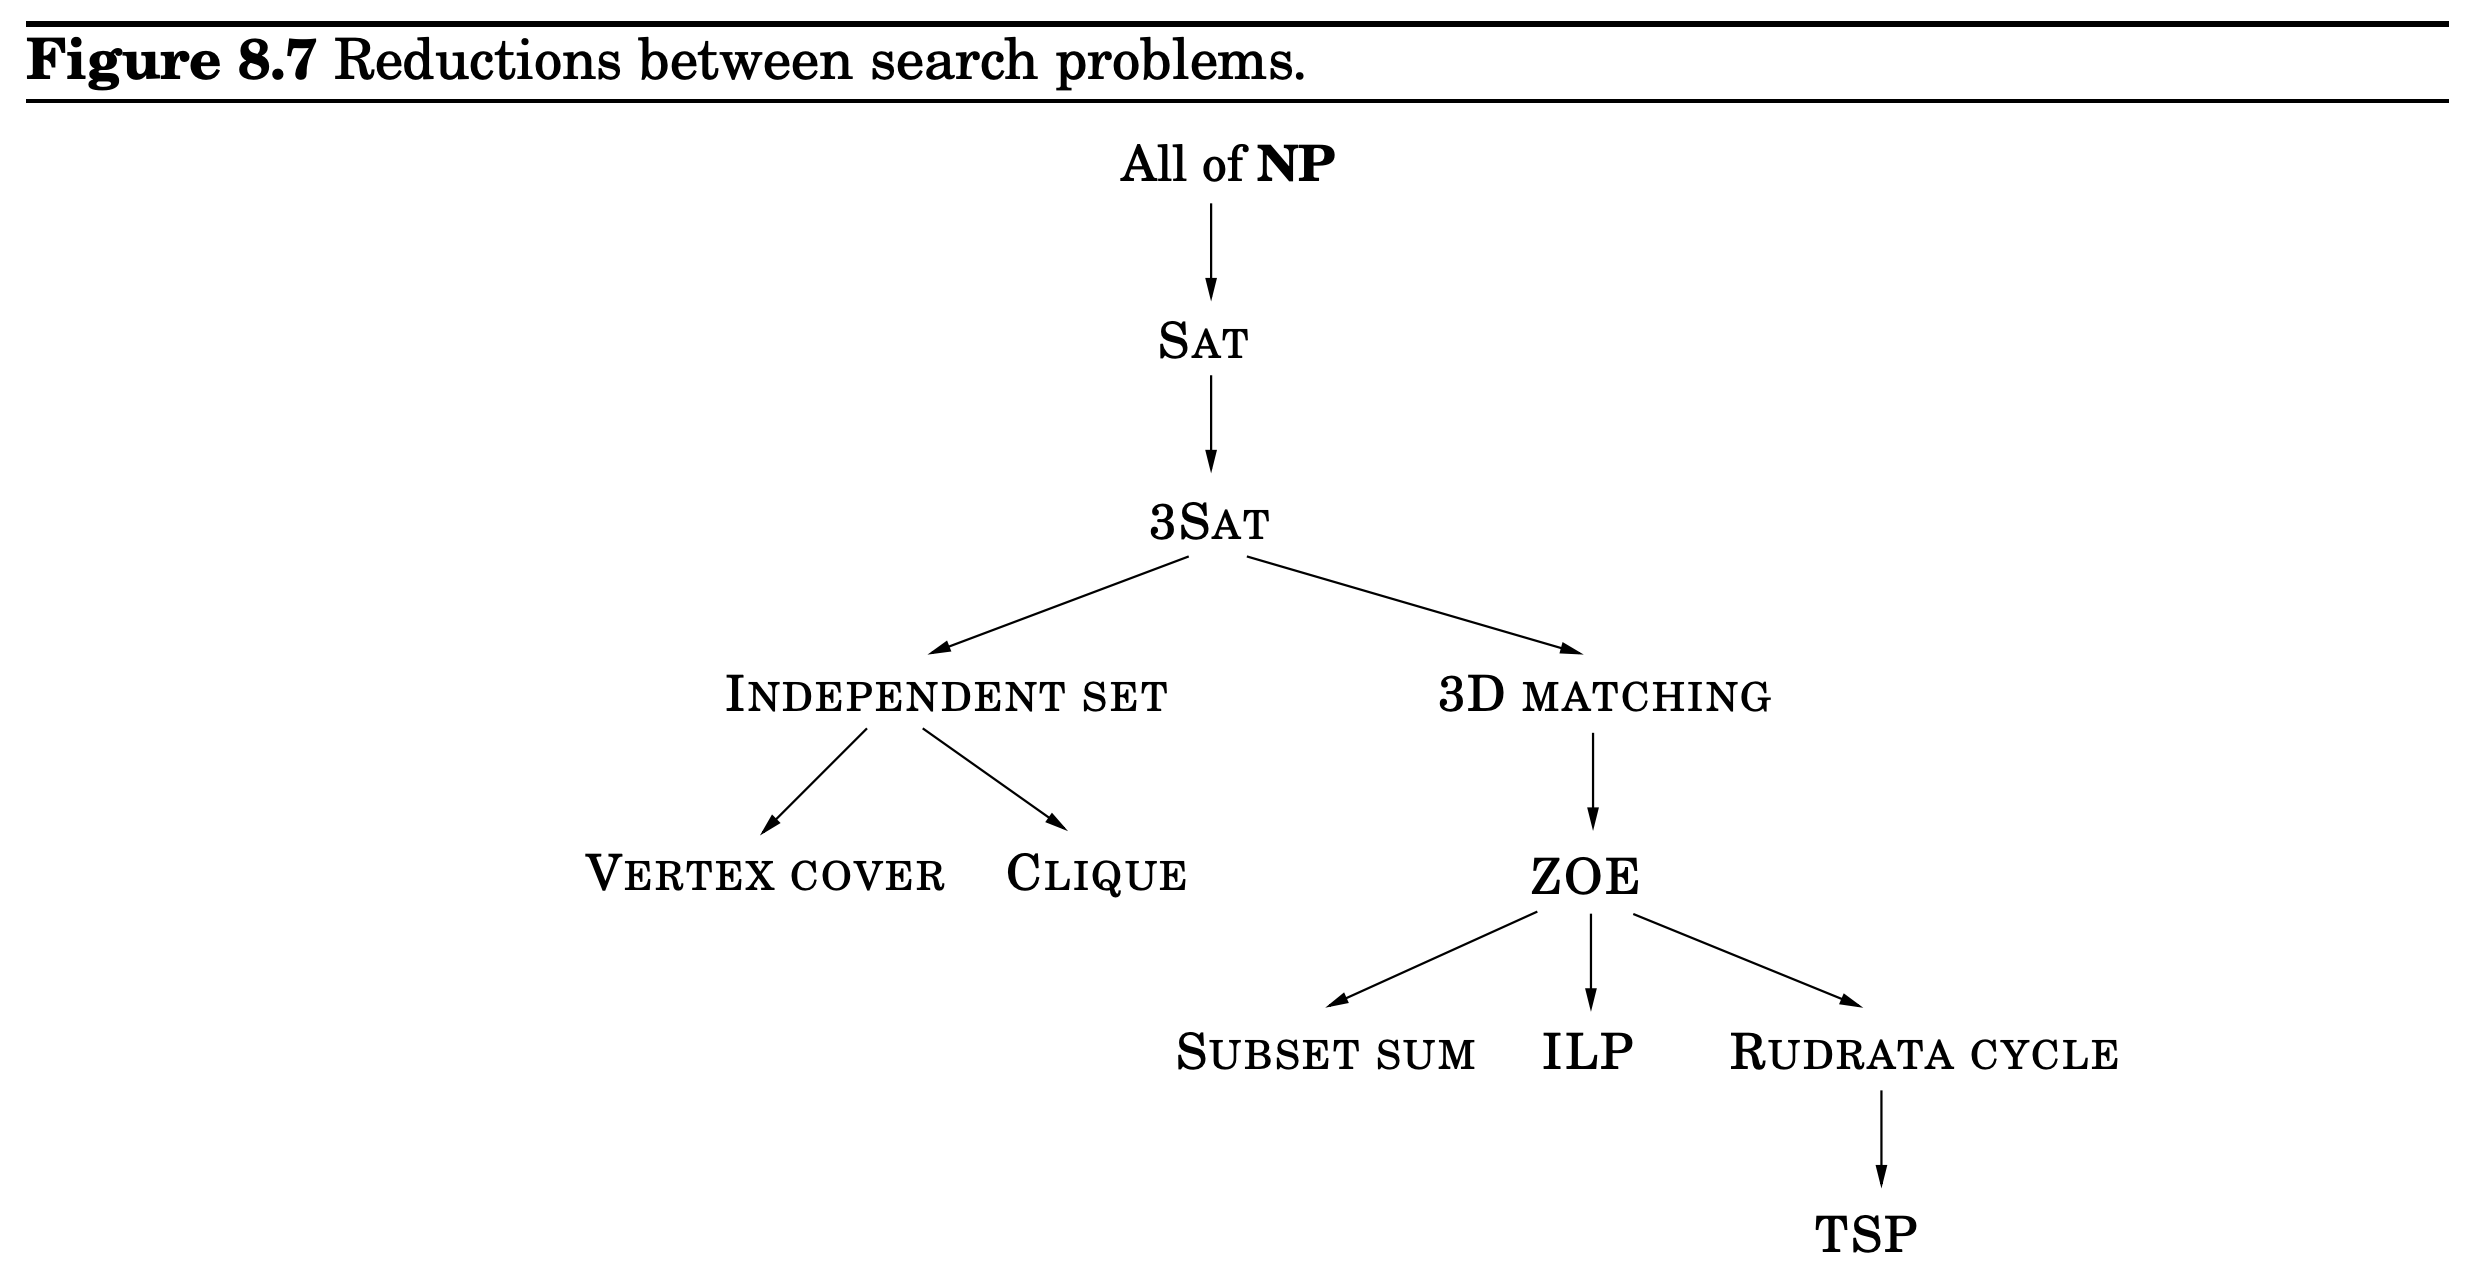 Figure 8.7 Reductions between search problems.
All of NP
SAT
3SAT
INDEPENDENT SET 3D MATCHING
VERTEX COVER CLIQUE ZOE
SUBSET SUM ILP RUDRATA CYCLE
TSP